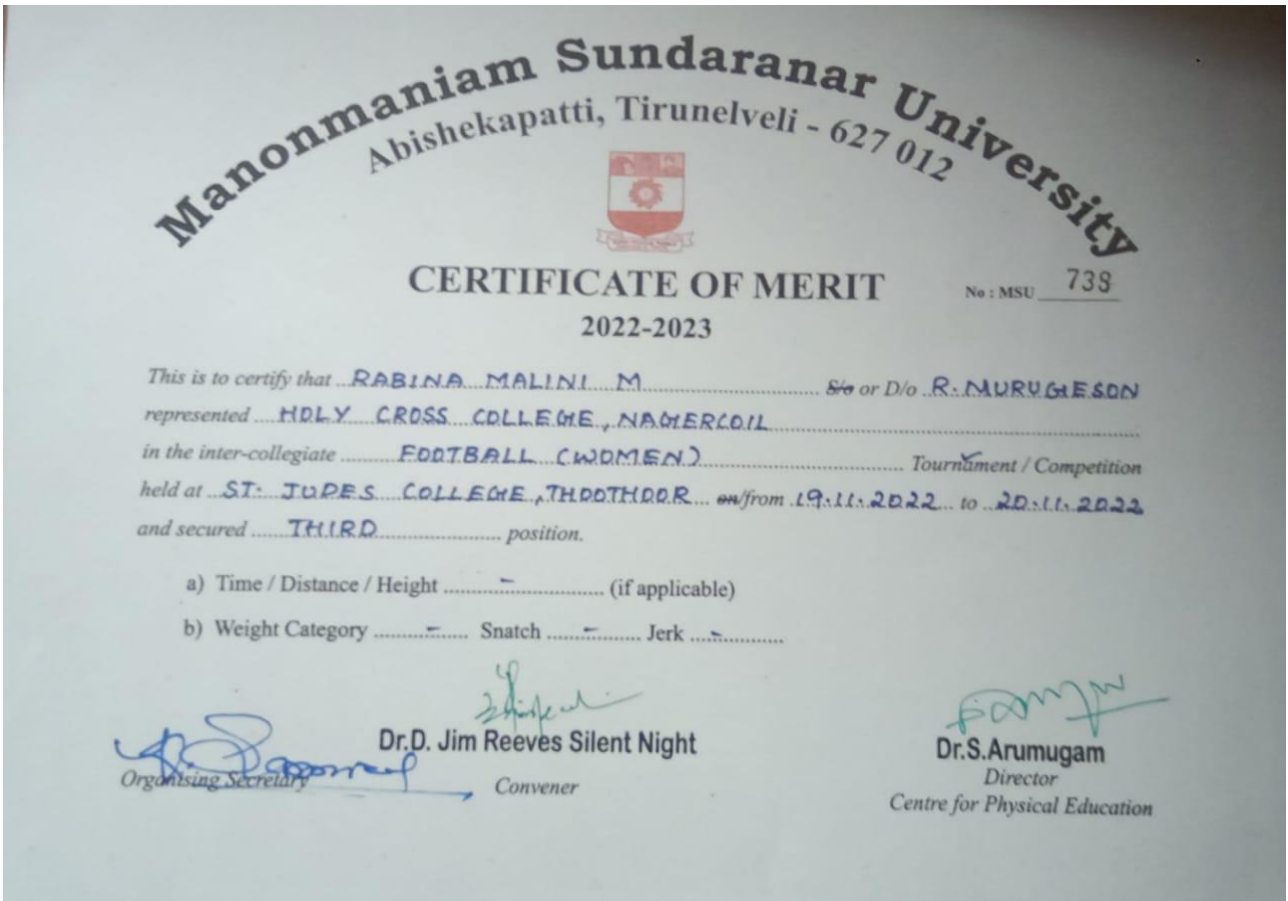 Manonmaniam Sundaranar University
Abishekapatti, Tirunelveli - 627 012
CERTIFICATE OF MERIT
No : MSU 738
2022-2023
This is to certify that RABINA MALINI M S/o or D/o R. MURUGESON
represented HOLY CROSS COLLEGE, NAGERCOIL
in the inter-collegiate FOOTBALL (WOMEN) Tournament / Competition
held at ST. JUDES COLLEGE, THOOTHOOR on/from 19.11.2022 to 20.11.2022
and secured THIRD position.
a) Time / Distance / Height - (if applicable)
b) Weight Category - Snatch - Jerk -
Dr.D. Jim Reeves Silent Night
Dr.S.Arumugam
Organising Secretary
Convener
Director
Centre for Physical Education